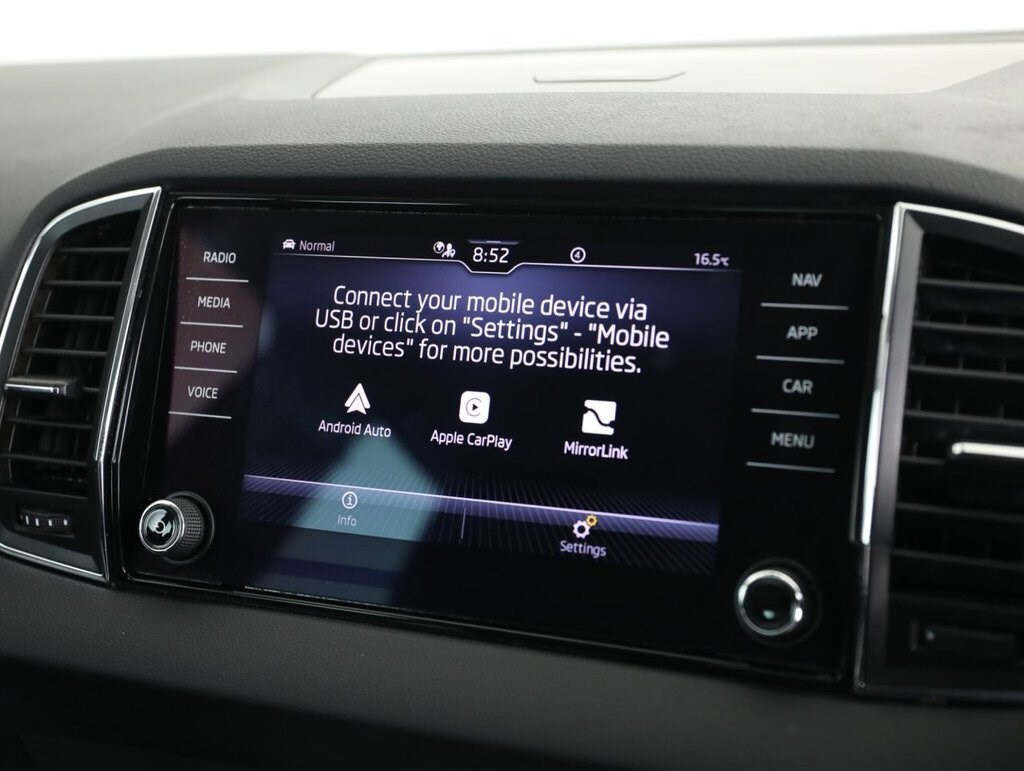 RADIO
MEDIA
PHONE
VOICE
Normal
8:52
4
16.5°C
Connect your mobile device via
USB or click on "Settings" - "Mobile
devices" for more possibilities.
Android Auto
Apple CarPlay
MirrorLink
i
Info
Settings
NAV
APP
CAR
MENU